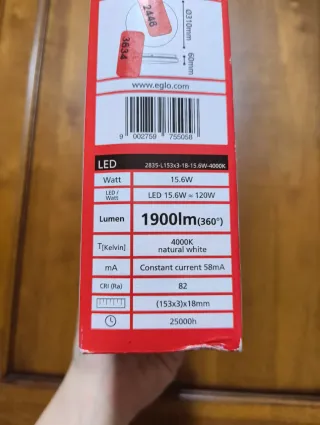 2446
3634
Ø310mm
60mm
www.eglo.com
9 002759 755058
LED 2835-L153x3-18-15.6W-4000K
Watt 15.6W
LED / Watt LED 15.6W ≈ 120W
Lumen 1900lm(360°)
T[Kelvin] 4000K
natural white
mA Constant current 58mA
CRI (Ra) 82
(153x3)x18mm
25000h